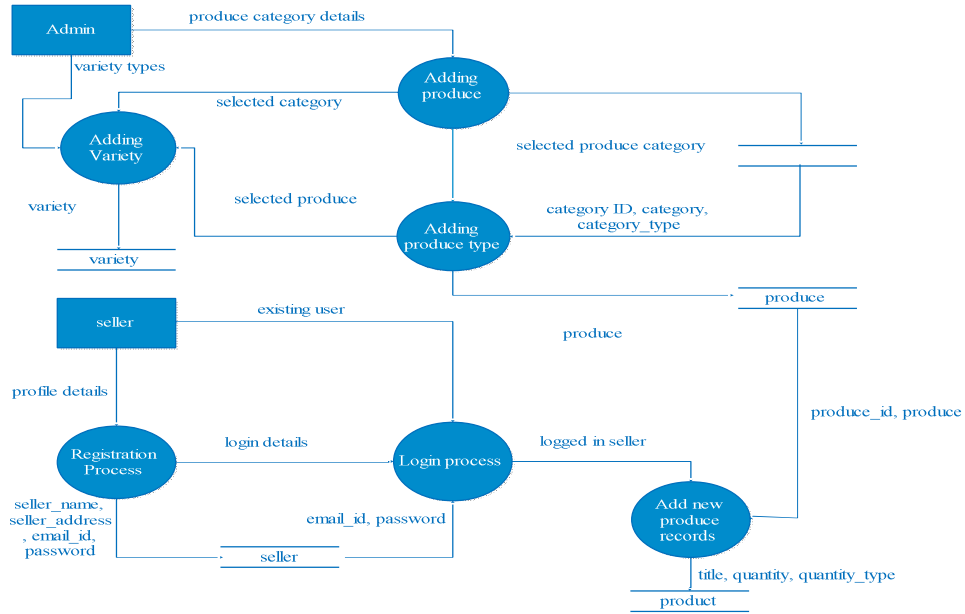 produce category details
Admin
variety types
Adding
produce
selected category
Adding
Variety
selected produce category
selected produce
variety
category ID, category,
category_type
Adding
produce type
variety
produce
seller
existing user
produce
profile details
produce_id, produce
login details
logged in seller
Registration
Process
Login process
seller_name,
seller_address
, email_id,
password
email_id, password
Add new
produce
records
seller
title, quantity, quantity_type
product